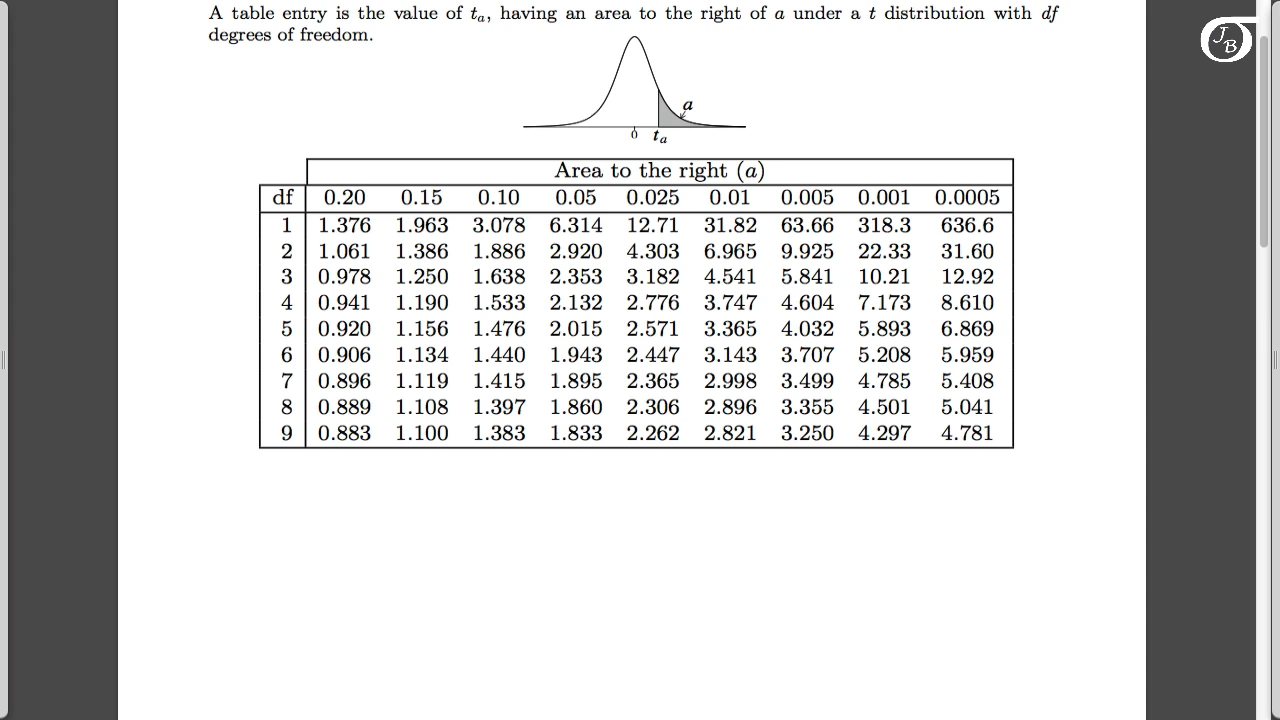 A table entry is the value of tₐ, having an area to the right of a under a t distribution with df
degrees of freedom.
J
B
a
0 tₐ
Area to the right (a)
df 0.20 0.15 0.10 0.05 0.025 0.01 0.005 0.001 0.0005
1 1.376 1.963 3.078 6.314 12.71 31.82 63.66 318.3 636.6
2 1.061 1.386 1.886 2.920 4.303 6.965 9.925 22.33 31.60
3 0.978 1.250 1.638 2.353 3.182 4.541 5.841 10.21 12.92
4 0.941 1.190 1.533 2.132 2.776 3.747 4.604 7.173 8.610
5 0.920 1.156 1.476 2.015 2.571 3.365 4.032 5.893 6.869
6 0.906 1.134 1.440 1.943 2.447 3.143 3.707 5.208 5.959
7 0.896 1.119 1.415 1.895 2.365 2.998 3.499 4.785 5.408
8 0.889 1.108 1.397 1.860 2.306 2.896 3.355 4.501 5.041
9 0.883 1.100 1.383 1.833 2.262 2.821 3.250 4.297 4.781